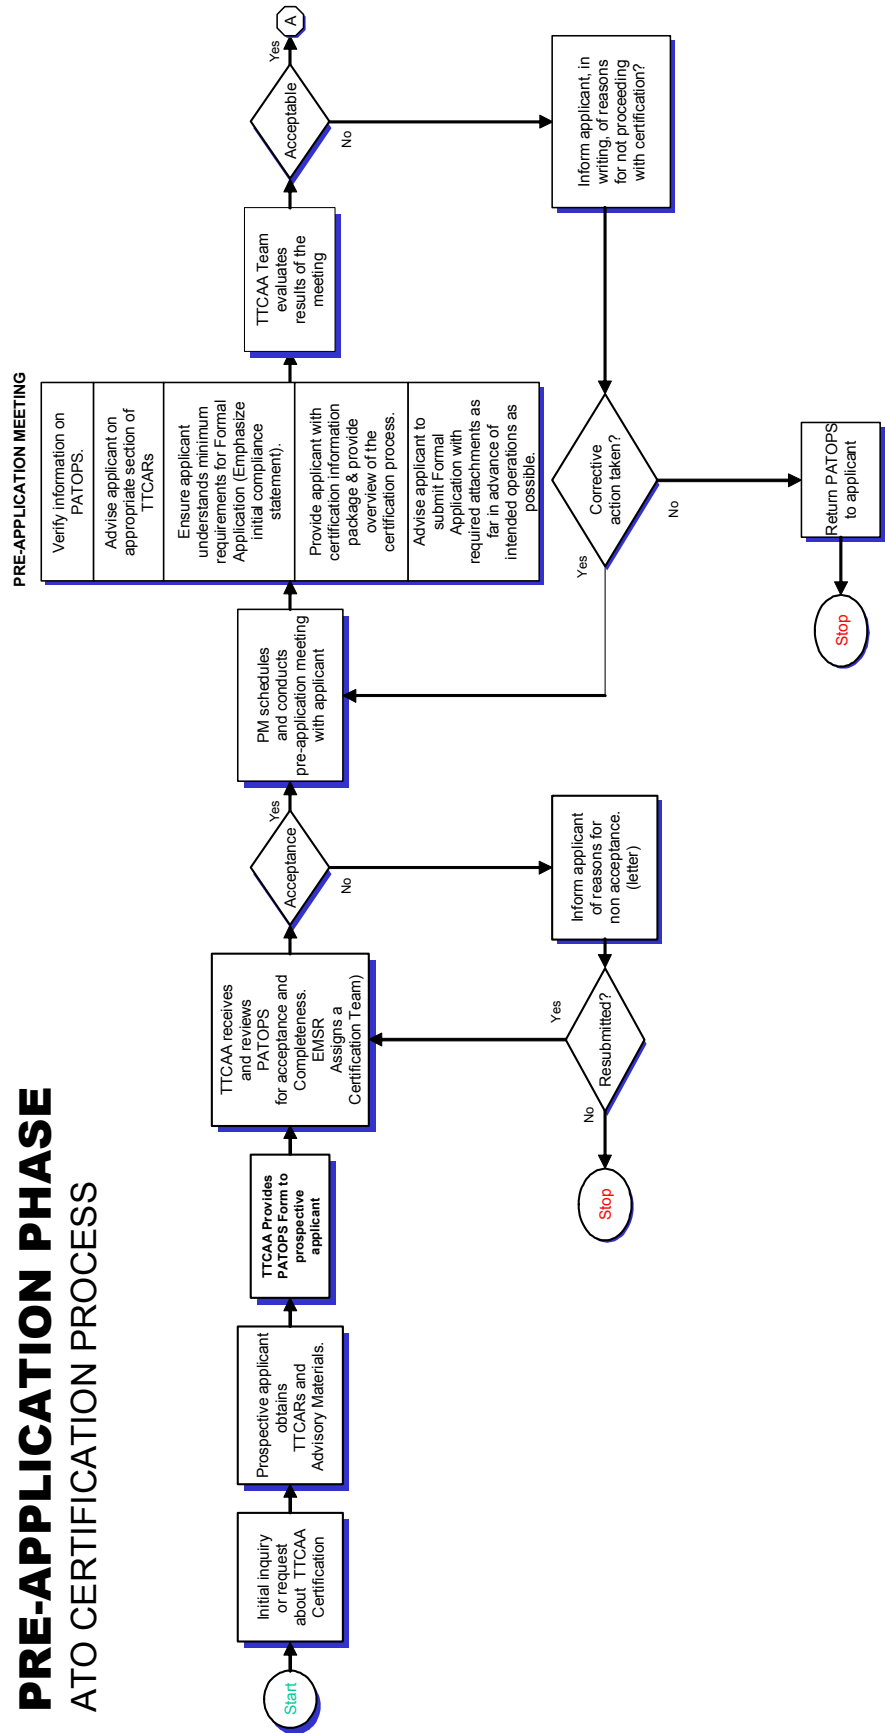 PRE-APPLICATION PHASE
ATO CERTIFICATION PROCESS
Start
Initial inquiry
or request
about TTCAA
Certification
Prospective applicant
obtains
TTCARs and
Advisory Materials.
TTCAA Provides
PATOPS Form to
prospective
applicant
TTCAA receives
and reviews
PATOPS
for acceptance and
Completeness.
EMSR
Assigns a
Certification Team)
Acceptance
Yes
No
Inform applicant
of reasons for
non acceptance.
(letter)
Resubmitted?
Yes
No
Stop
PM schedules
and conducts
pre-application meeting
with applicant
PRE-APPLICATION MEETING
Verify information on
PATOPS.
Advise applicant on
appropriate section of
TTCARs
Ensure applicant
understands minimum
requirements for Formal
Application (Emphasize
initial compliance
statement).
Provide applicant with
certification information
package & provide
overview of the
certification process.
Advise applicant to
submit Formal
Application with
required attachments as
far in advance of
intended operations as
possible.
TTCAA Team
evaluates
results of the
meeting
Acceptable
Yes
A
No
Inform applicant, in
writing, of reasons
for not proceeding
with certification?
Corrective
action taken?
Yes
No
Return PATOPS
to applicant
Stop